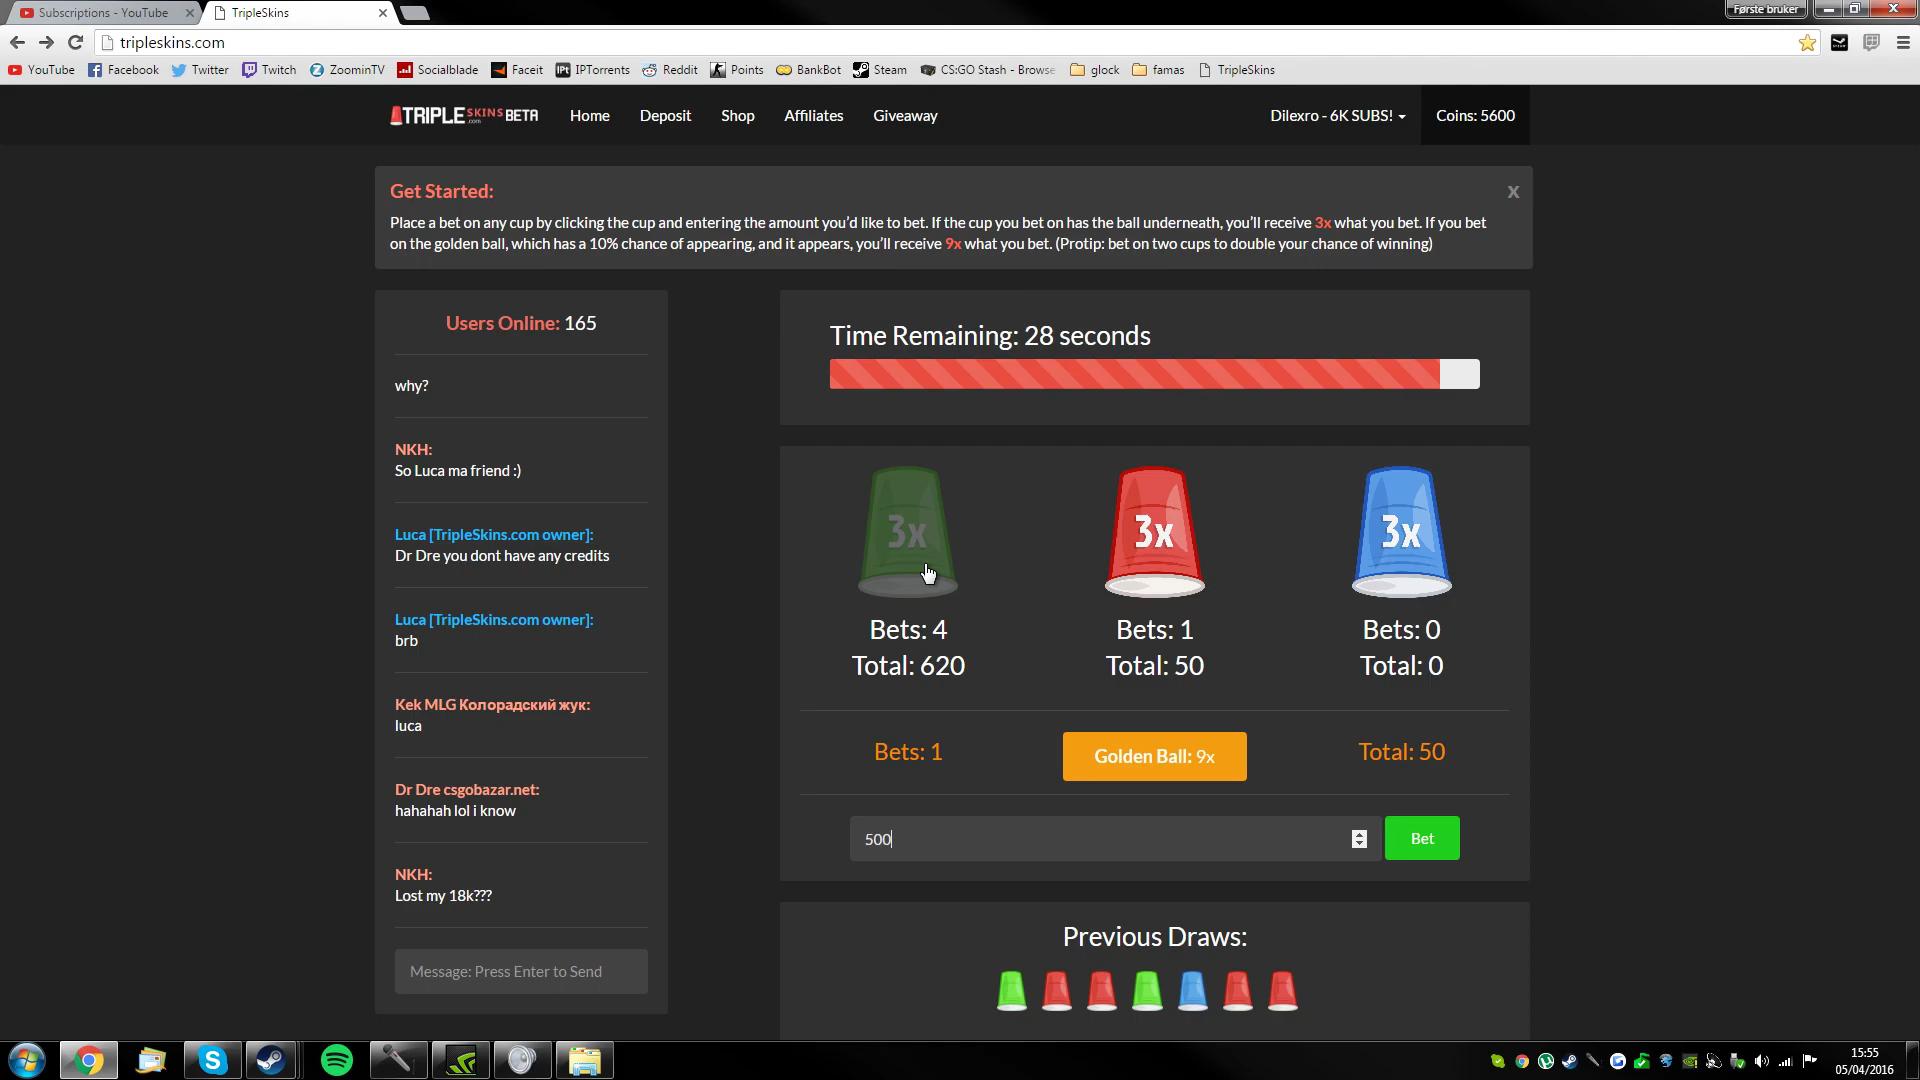 Subscriptions - YouTube
TripleSkins
Første bruker
tripleskins.com
YouTube Facebook Twitter Twitch ZoominTV Socialblade Faceit IPTorrents Reddit Points BankBot Steam CS:GO Stash - Browse glock famas TripleSkins
TRIPLE SKINS .com BETA Home Deposit Shop Affiliates Giveaway Dilexro - 6K SUBS! Coins: 5600
Get Started:
x
Place a bet on any cup by clicking the cup and entering the amount you'd like to bet. If the cup you bet on has the ball underneath, you'll receive 3x what you bet. If you bet
on the golden ball, which has a 10% chance of appearing, and it appears, you'll receive 9x what you bet. (Protip: bet on two cups to double your chance of winning)
Users Online: 165
why?
NKH:
So Luca ma friend :)
Luca [TripleSkins.com owner]:
Dr Dre you dont have any credits
Luca [TripleSkins.com owner]:
brb
Kek MLG Колорадский жук:
luca
Dr Dre csgobazar.net:
hahahah lol i know
NKH:
Lost my 18k???
Message: Press Enter to Send
Time Remaining: 28 seconds
3x 3x 3x
Bets: 4 Bets: 1 Bets: 0
Total: 620 Total: 50 Total: 0
Bets: 1 Golden Ball: 9x Total: 50
500 Bet
Previous Draws:
15:55
05/04/2016